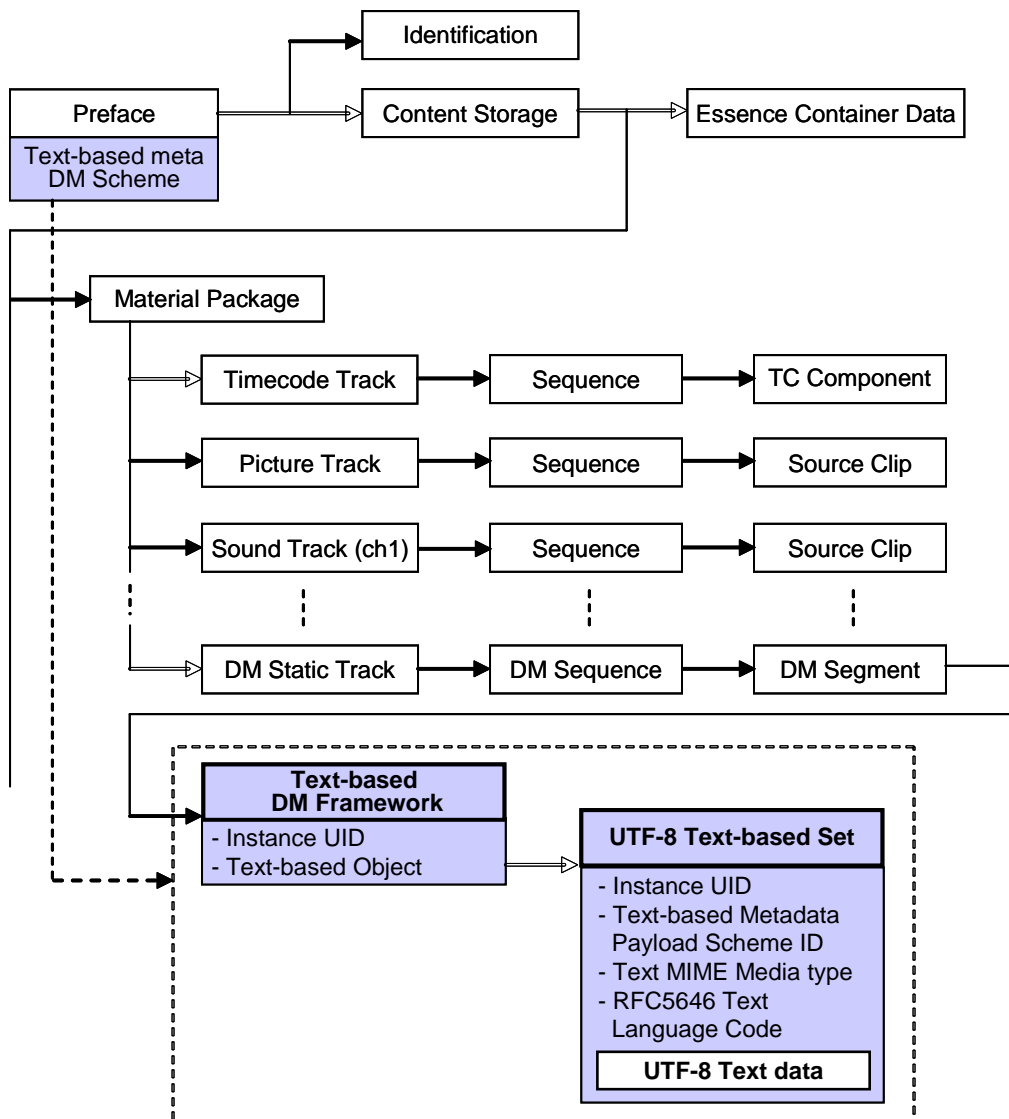 Identification
Preface
Content Storage
Essence Container Data
Text-based meta
DM Scheme
Material Package
Timecode Track
Sequence
TC Component
Picture Track
Sequence
Source Clip
Sound Track (ch1)
Sequence
Source Clip
DM Static Track
DM Sequence
DM Segment
Text-based
DM Framework
- Instance UID
- Text-based Object
UTF-8 Text-based Set
- Instance UID
- Text-based Metadata
Payload Scheme ID
- Text MIME Media type
- RFC5646 Text
Language Code
UTF-8 Text data